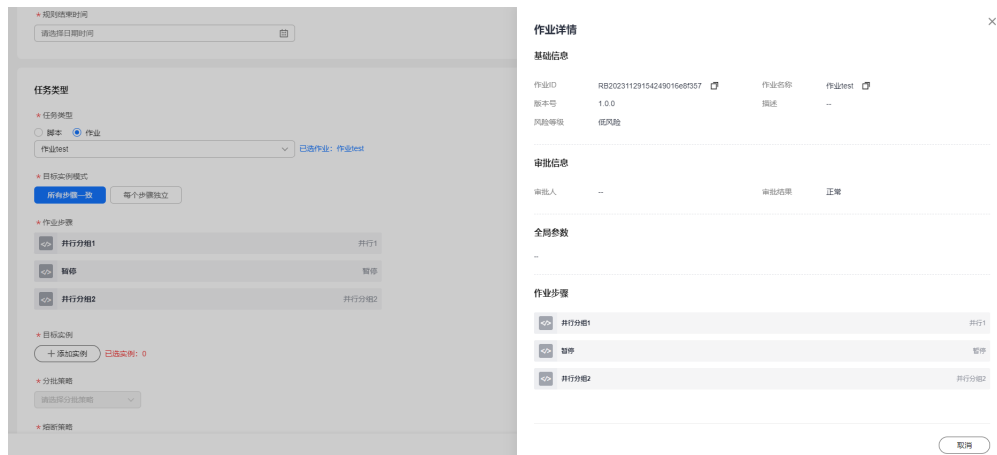 * 规则结束时间
请选择日期时间
任务类型
* 任务类型
脚本 作业
作业test 已选作业：作业test
* 目标实例模式
所有步骤一致 每个步骤独立
* 作业步骤
</> 并行分组1 并行1
</> 暂停 暂停
</> 并行分组2 并行分组2
* 目标实例
+ 添加实例 已选实例：0
* 分批策略
请选择分批策略
* 熔断策略
作业详情
基础信息
作业ID RB20231129154249016e8f357 作业名称 作业test
版本号 1.0.0 描述 --
风险等级 低风险
审批信息
审批人 -- 审批结果 正常
全局参数
--
作业步骤
</> 并行分组1 并行1
</> 暂停 暂停
</> 并行分组2 并行分组2
取消